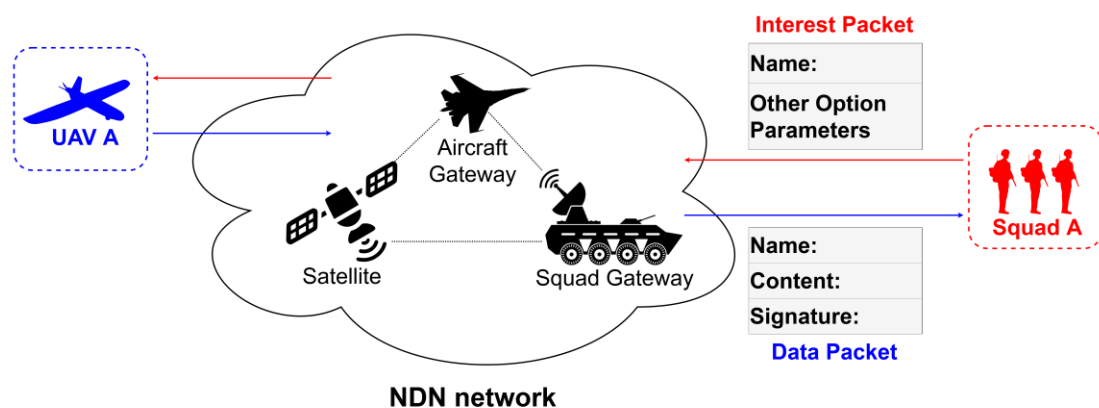 Interest Packet
Name:
Other Option
Parameters
UAV A
Aircraft
Gateway
Satellite
Squad Gateway
Squad A
Name:
Content:
Signature:
Data Packet
NDN network